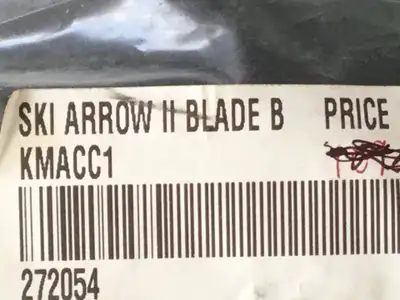 SKI ARROW II BLADE B PRICE
KMACC1
272054